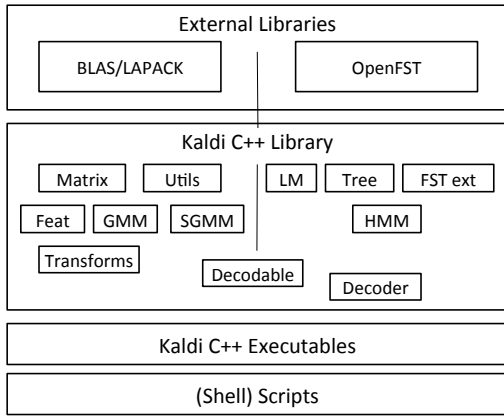 External Libraries
BLAS/LAPACK
OpenFST
Kaldi C++ Library
Matrix
Utils
LM
Tree
FST ext
Feat
GMM
SGMM
HMM
Transforms
Decodable
Decoder
Kaldi C++ Executables
(Shell) Scripts